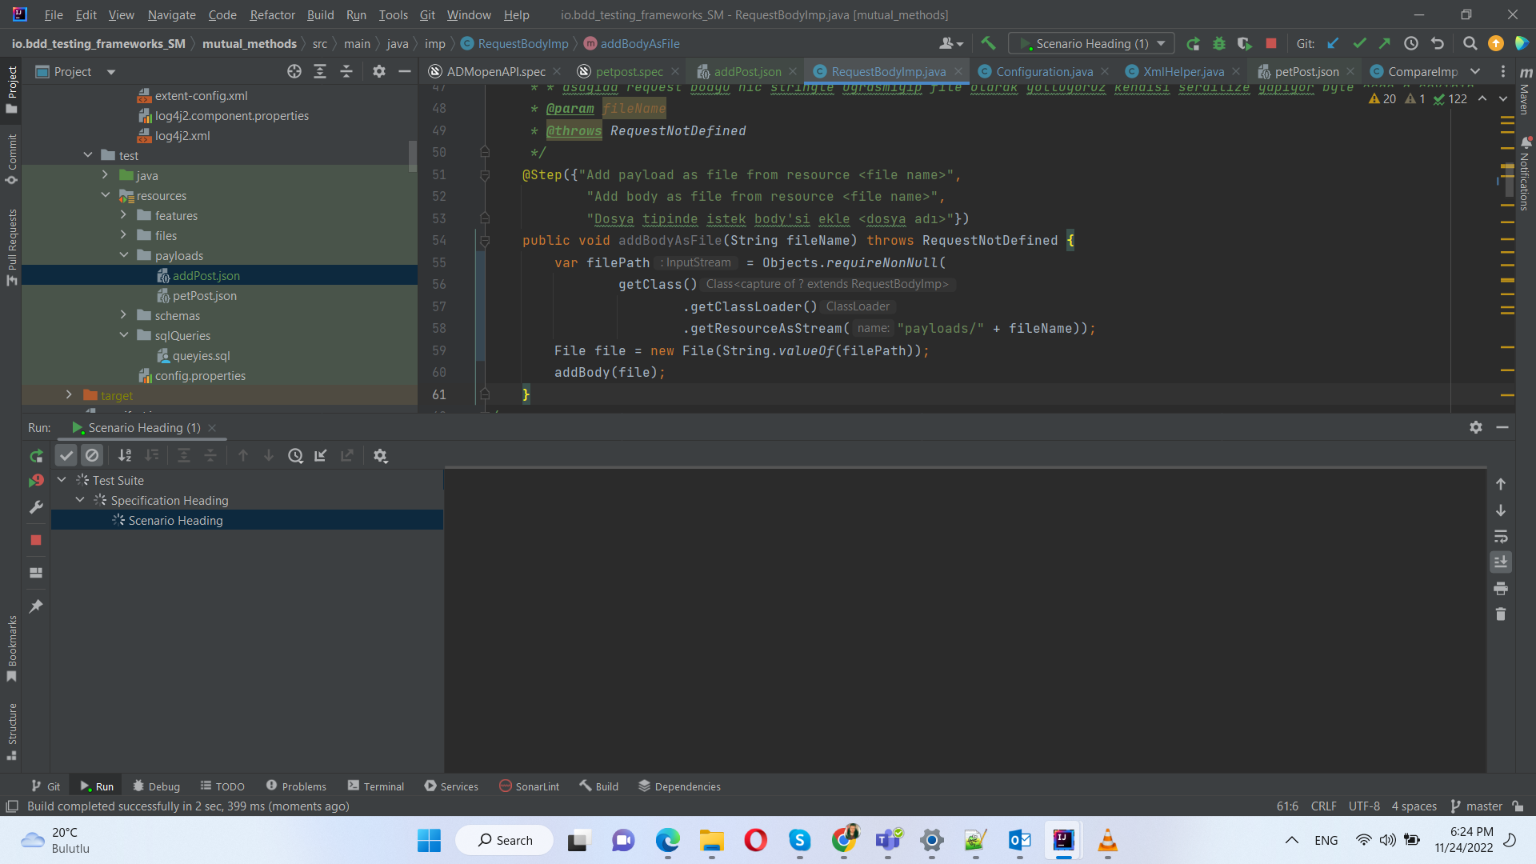 File Edit View Navigate Code Refactor Build Run Tools Git Window Help io.bdd_testing_frameworks_SM - RequestBodyImp.java [mutual_methods]
io.bdd_testing_frameworks_SM mutual_methods src main java imp RequestBodyImp addBodyAsFile
Scenario Heading (1) Git:
Project
ADMopenAPI.spec petpost.spec addPost.json RequestBodyImp.java Configuration.java XmlHelper.java petPost.json CompareImp
extent-config.xml
log4j2.component.properties
log4j2.xml
test
java
resources
features
files
payloads
addPost.json
petPost.json
schemas
sqlQueries
queyies.sql
config.properties
target
20 1 122
47
48 * @param fileName
49 * @throws RequestNotDefined
50 */
51 @Step({"Add payload as file from resource <file name>",
52 "Add body as file from resource <file name>",
53 "Dosya tipinde istek body'si ekle <dosya adı>"})
54 public void addBodyAsFile(String fileName) throws RequestNotDefined {
55 var filePath : InputStream = Objects.requireNonNull(
56 getClass() Class<capture of ? extends RequestBodyImp>
57 .getClassLoader() ClassLoader
58 .getResourceAsStream( name: "payloads/" + fileName));
59 File file = new File(String.valueOf(filePath));
60 addBody(file);
61 }
Project
Commit
Pull Requests
Bookmarks
Structure
Maven
Notifications
Run: Scenario Heading (1)
Test Suite
Specification Heading
Scenario Heading
Git Run Debug TODO Problems Terminal Services SonarLint Build Dependencies
Build completed successfully in 2 sec, 399 ms (moments ago) 61:6 CRLF UTF-8 4 spaces master
20°C
Bulutlu
Search
ENG
6:24 PM
11/24/2022